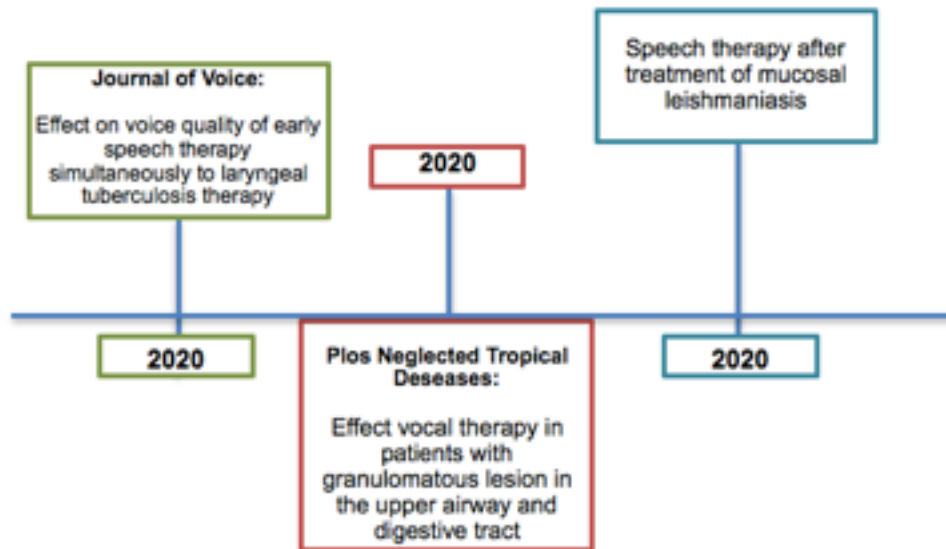 Journal of Voice:
Effect on voice quality of early
speech therapy
simultaneously to laryngeal
tuberculosis therapy
2020
2020
Plos Neglected Tropical
Deseases:
Effect vocal therapy in
patients with
granulomatous lesion in
the upper airway and
digestive tract
Speech therapy after
treatment of mucosal
leishmaniasis
2020